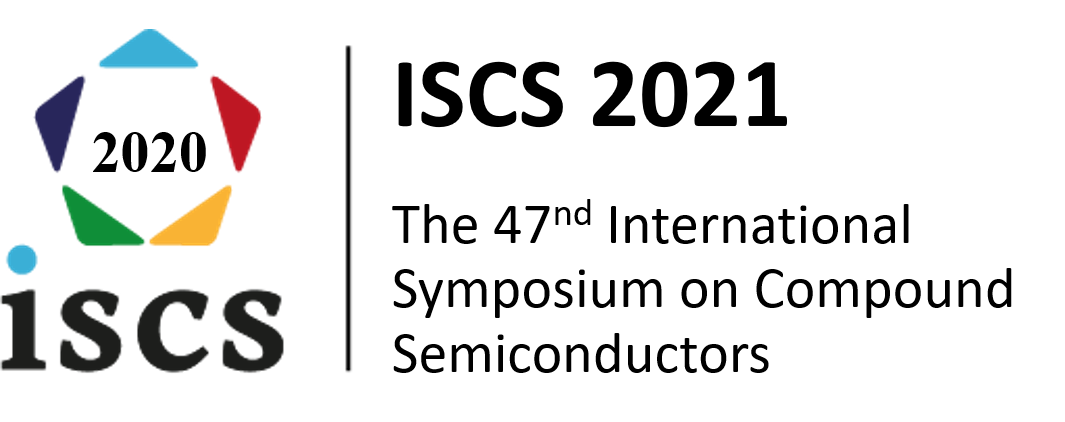 2020
iscs
ISCS 2021
The 47nd International
Symposium on Compound
Semiconductors